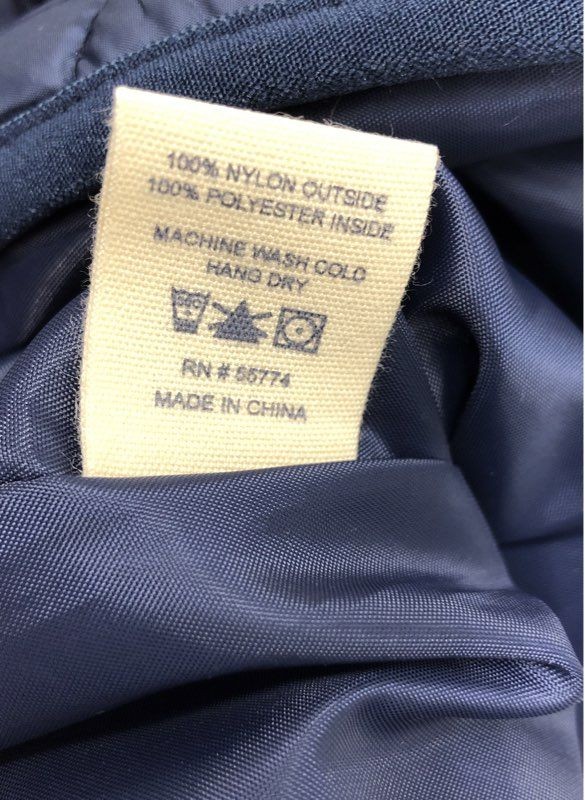 100% NYLON OUTSIDE
100% POLYESTER INSIDE
MACHINE WASH COLD
HANG DRY
RN # 55774
MADE IN CHINA